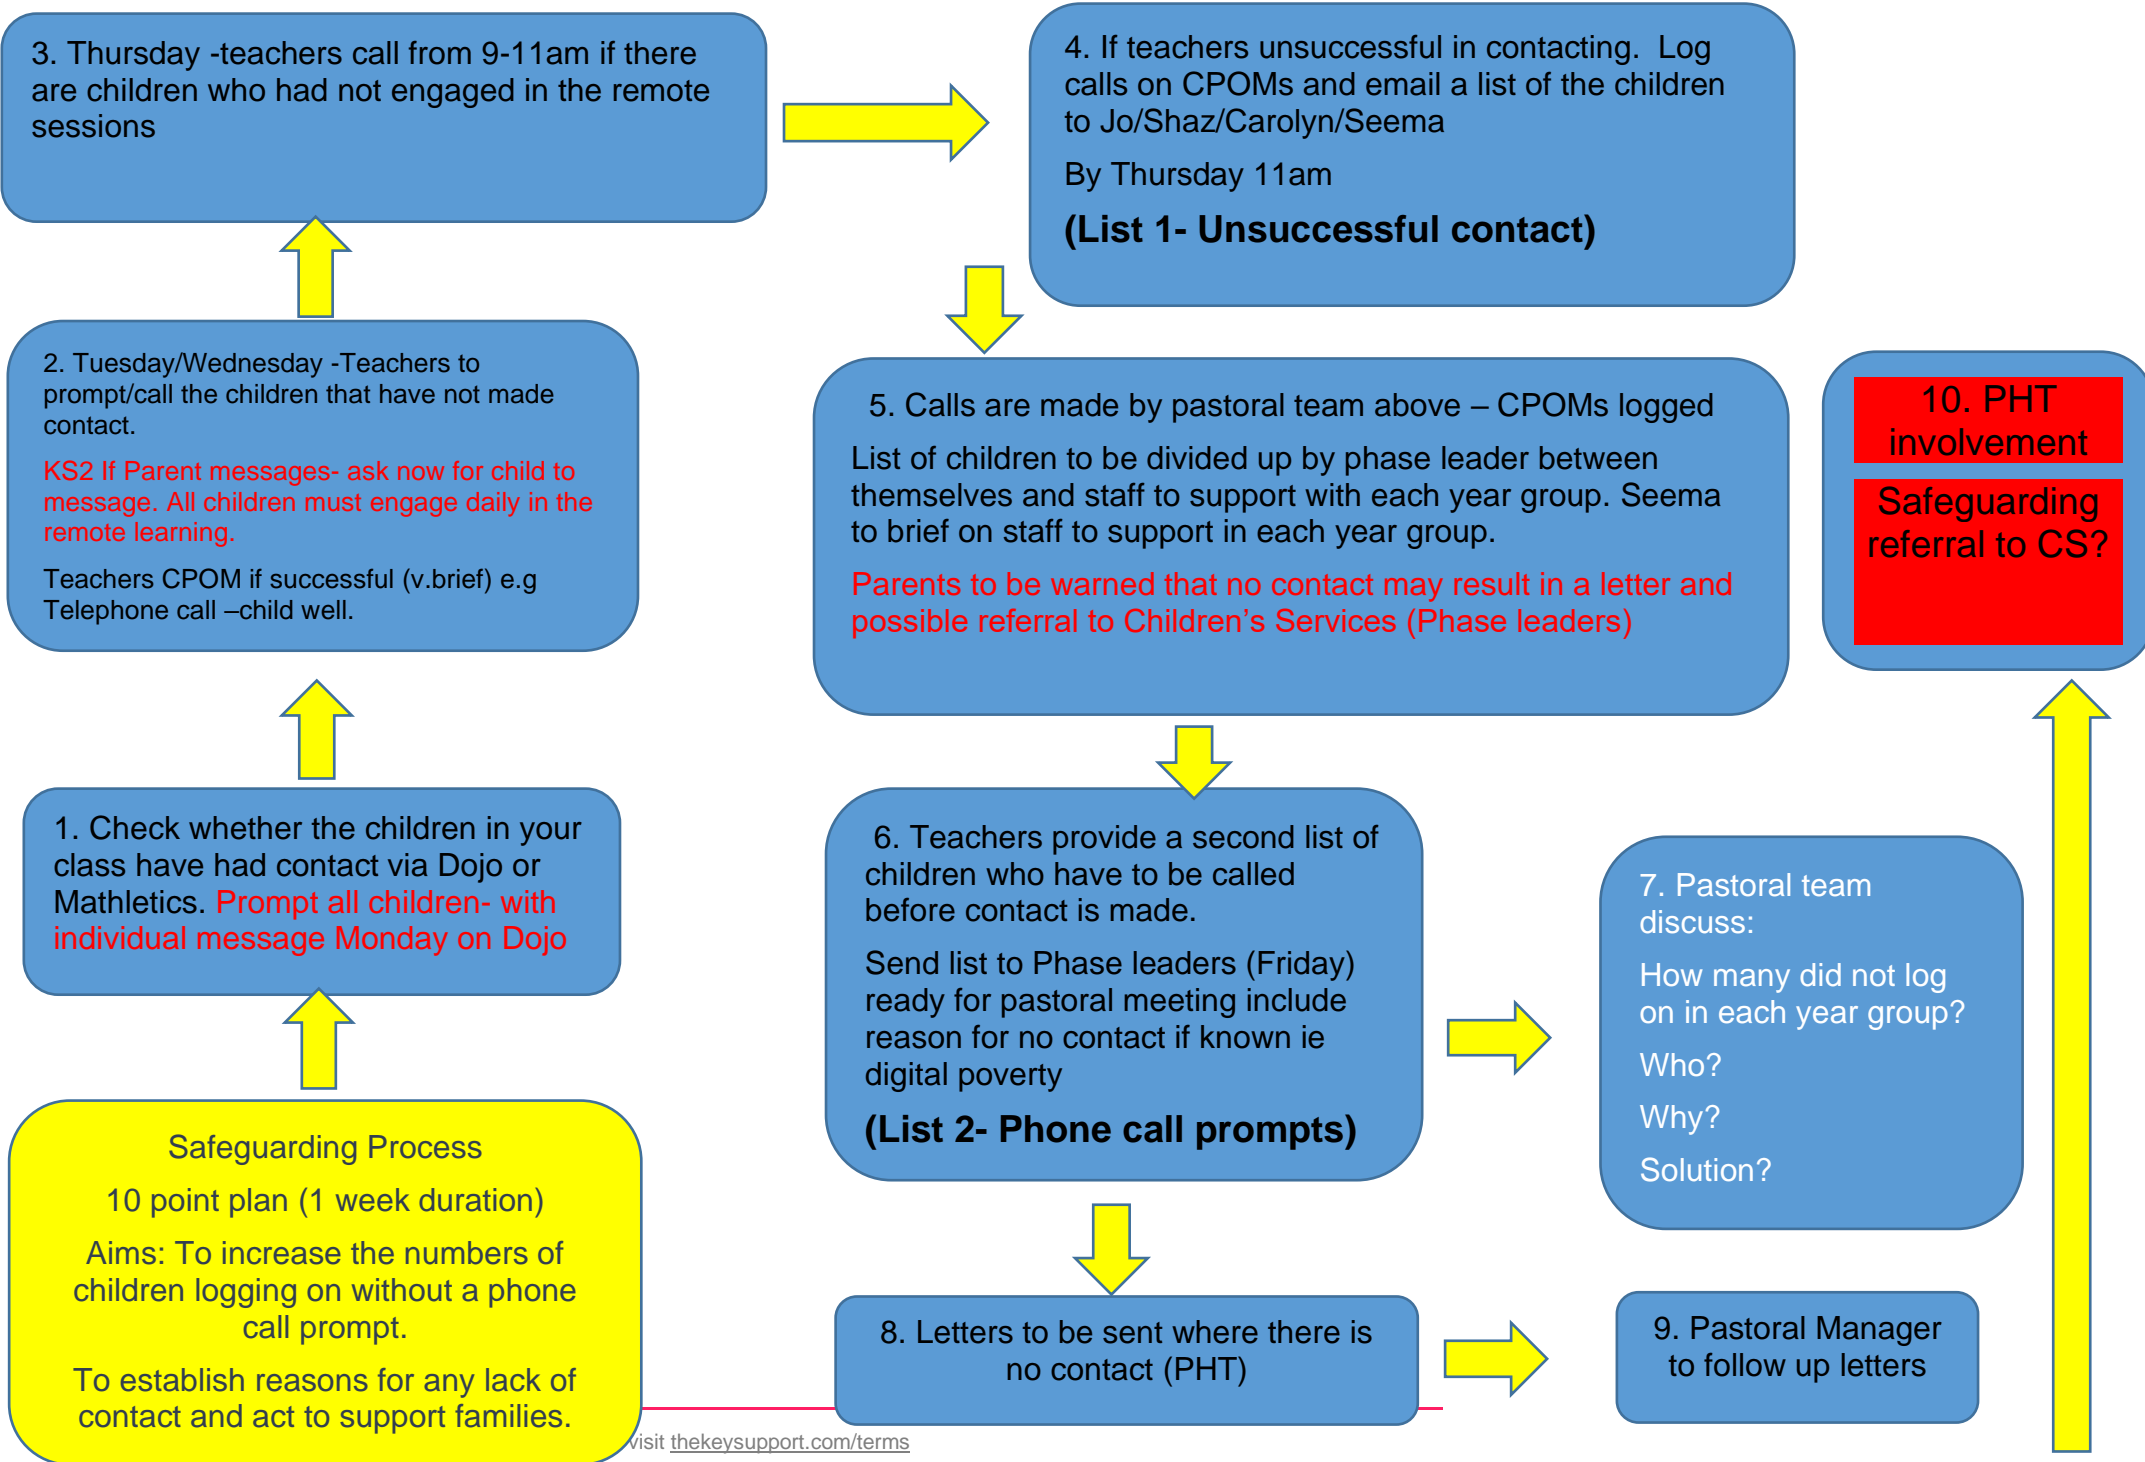 Safeguarding Process
10 point plan (1 week duration)
Aims: To increase the numbers of
children logging on without a phone
call prompt.
To establish reasons for any lack of
contact and act to support families.
1. Check whether the children in your
class have had contact via Dojo or
Mathletics. Prompt all children- with
individual message Monday on Dojo
2. Tuesday/Wednesday -Teachers to
prompt/call the children that have not made
contact.
KS2 If Parent messages- ask now for child to
message. All children must engage daily in the
remote learning.
Teachers CPOM if successful (v.brief) e.g
Telephone call –child well.
3. Thursday -teachers call from 9-11am if there
are children who had not engaged in the remote
sessions
4. If teachers unsuccessful in contacting.  Log
calls on CPOMs and email a list of the children
to Jo/Shaz/Carolyn/Seema
By Thursday 11am
(List 1- Unsuccessful contact)
5. Calls are made by pastoral team above – CPOMs logged
List of children to be divided up by phase leader between
themselves and staff to support with each year group. Seema
to brief on staff to support in each year group.
Parents to be warned that no contact may result in a letter and
possible referral to Children’s Services (Phase leaders)
6. Teachers provide a second list of
children who have to be called
before contact is made.
Send list to Phase leaders (Friday)
ready for pastoral meeting include
reason for no contact if known ie
digital poverty
(List 2- Phone call prompts)
7. Pastoral team
discuss:
How many did not log
on in each year group?
Who?
Why?
Solution?
8. Letters to be sent where there is
no contact (PHT)
9. Pastoral Manager
to follow up letters
10. PHT
involvement
Safeguarding
referral to CS?
visit thekeysupport.com/terms